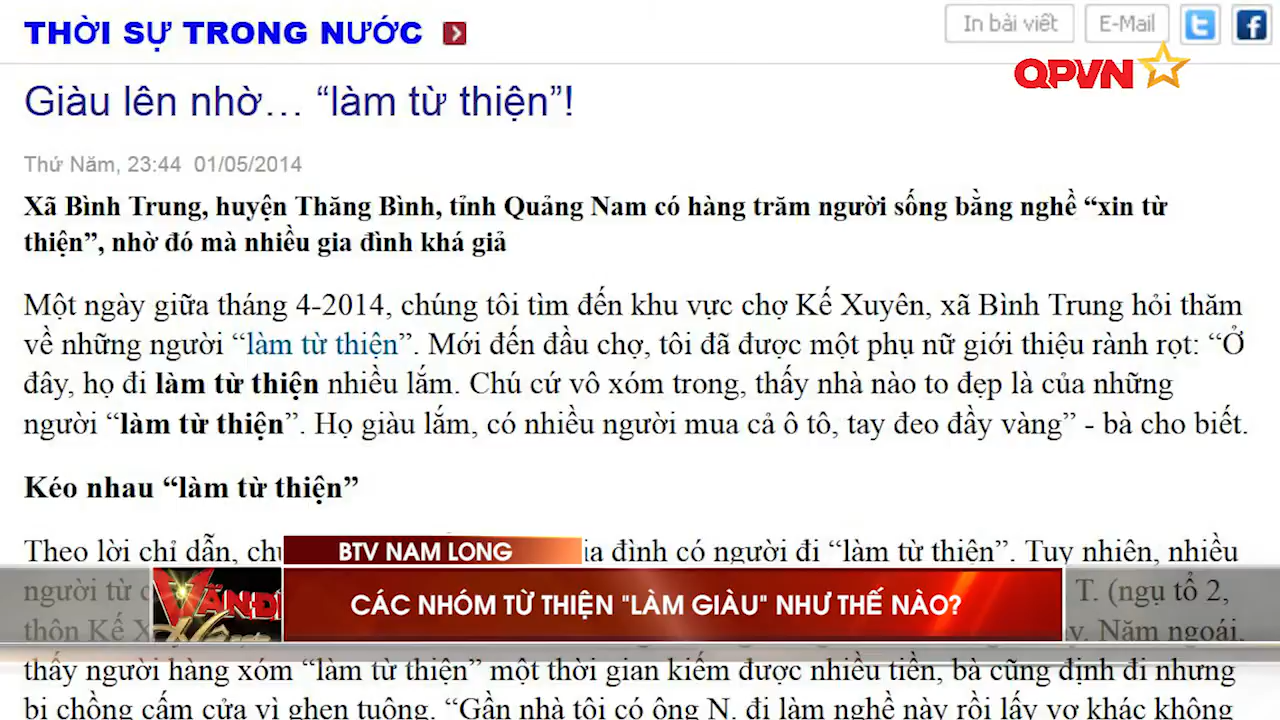 THỜI SỰ TRONG NƯỚC
In bài viết
E-Mail
QPVN
Giàu lên nhờ... “làm từ thiện”!
Thứ Năm, 23:44 01/05/2014
Xã Bình Trung, huyện Thăng Bình, tỉnh Quảng Nam có hàng trăm người sống bằng nghề “xin từ
thiện”, nhờ đó mà nhiều gia đình khá giả
Một ngày giữa tháng 4-2014, chúng tôi tìm đến khu vực chợ Kế Xuyên, xã Bình Trung hỏi thăm
về những người “làm từ thiện”. Mới đến đầu chợ, tôi đã được một phụ nữ giới thiệu rành rọt: “Ở
đây, họ đi làm từ thiện nhiều lắm. Chú cứ vô xóm trong, thấy nhà nào to đẹp là của những
người “làm từ thiện”. Họ giàu lắm, có nhiều người mua cả ô tô, tay đeo đầy vàng” - bà cho biết.
Kéo nhau “làm từ thiện”
Theo lời chỉ dẫn, gia đình có người đi “làm từ thiện”. Tuy nhiên, nhiều
BTV NAM LONG
người từ T. (ngụ tổ 2,
VẤN ĐỀ
CÁC NHÓM TỪ THIỆN "LÀM GIÀU" NHƯ THẾ NÀO?
thôn Kế Năm ngoái,
thấy người hàng xóm “làm từ thiện” một thời gian kiếm được nhiều tiền, bà cũng định đi nhưng
bị chồng cấm cửa vì ghen tuông. “Gần nhà tôi có ông N. đi làm nghề này rồi lấy vợ khác không